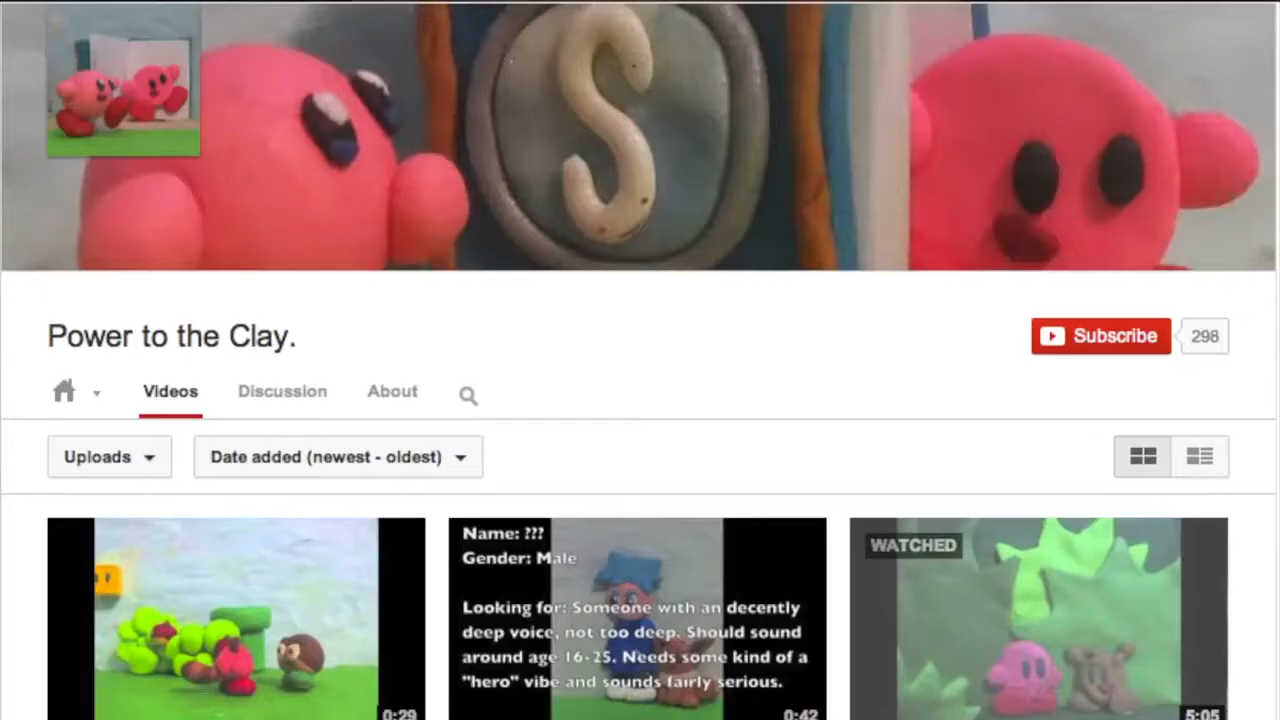 S
Power to the Clay.
Subscribe
298
Videos
Discussion
About
Uploads
Date added (newest - oldest)
Name: ???
Gender: Male
Looking for: Someone with an decently
deep voice, not too deep. Should sound
around age 16-25. Needs some kind of a
"hero" vibe and sounds fairly serious.
WATCHED
0:29
0:42
5:05